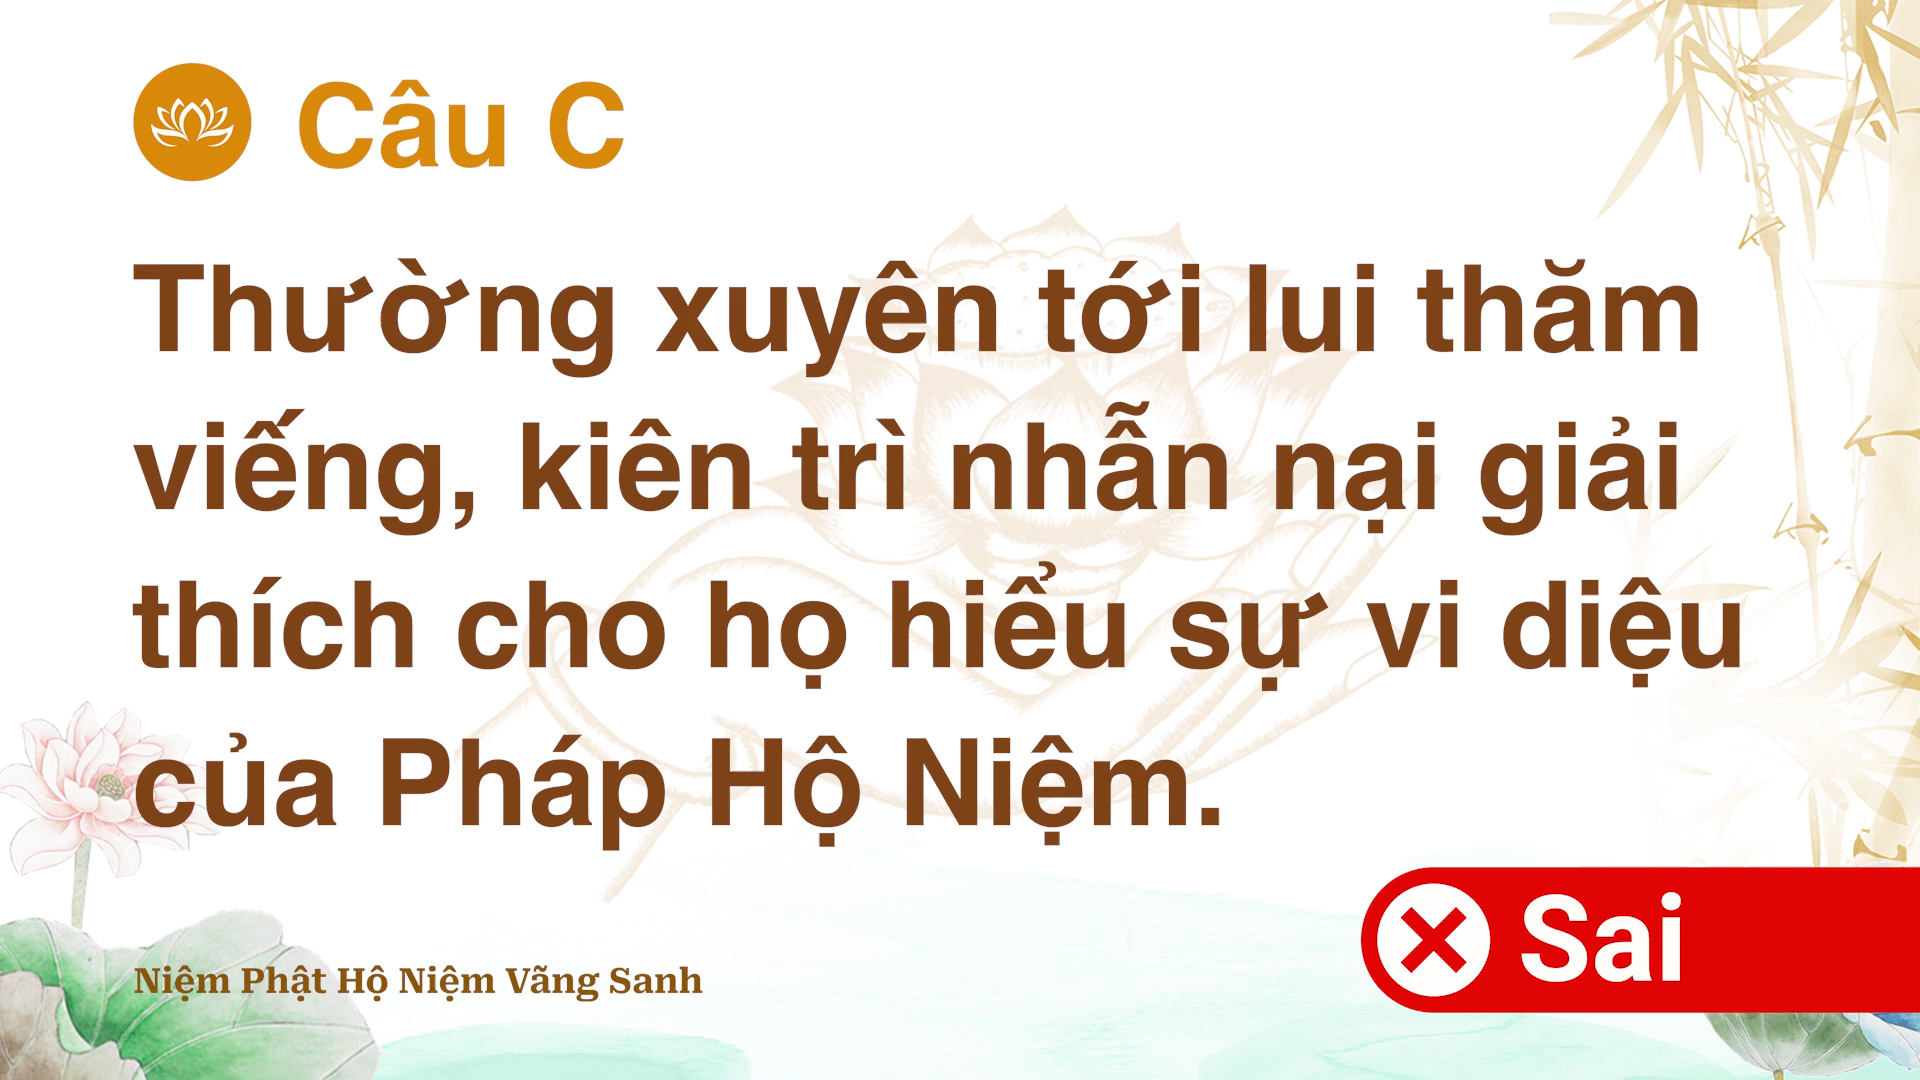 Câu C
Thường xuyên tới lui thăm
viếng, kiên trì nhẫn nại giải
thích cho họ hiểu sự vi diệu
của Pháp Hộ Niệm.
Sai
Niệm Phật Hộ Niệm Vãng Sanh